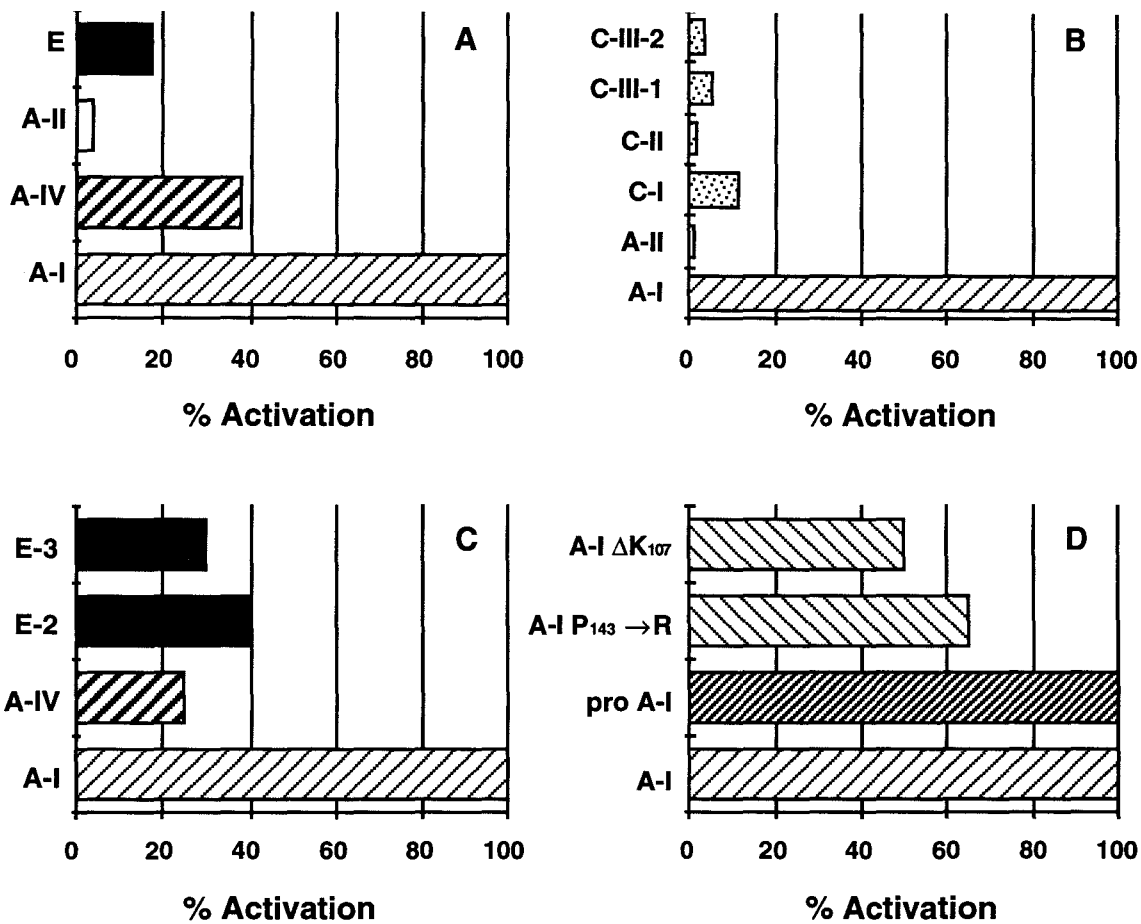 E
A
A-II
A-IV
A-I
0 20 40 60 80 100
% Activation
C-III-2
B
C-III-1
C-II
C-I
A-II
A-I
0 20 40 60 80 100
% Activation
E-3
C
E-2
A-IV
A-I
0 20 40 60 80 100
% Activation
A-I ΔK₁₀₇
D
A-I P₁₄₃ →R
pro A-I
A-I
0 20 40 60 80 100
% Activation